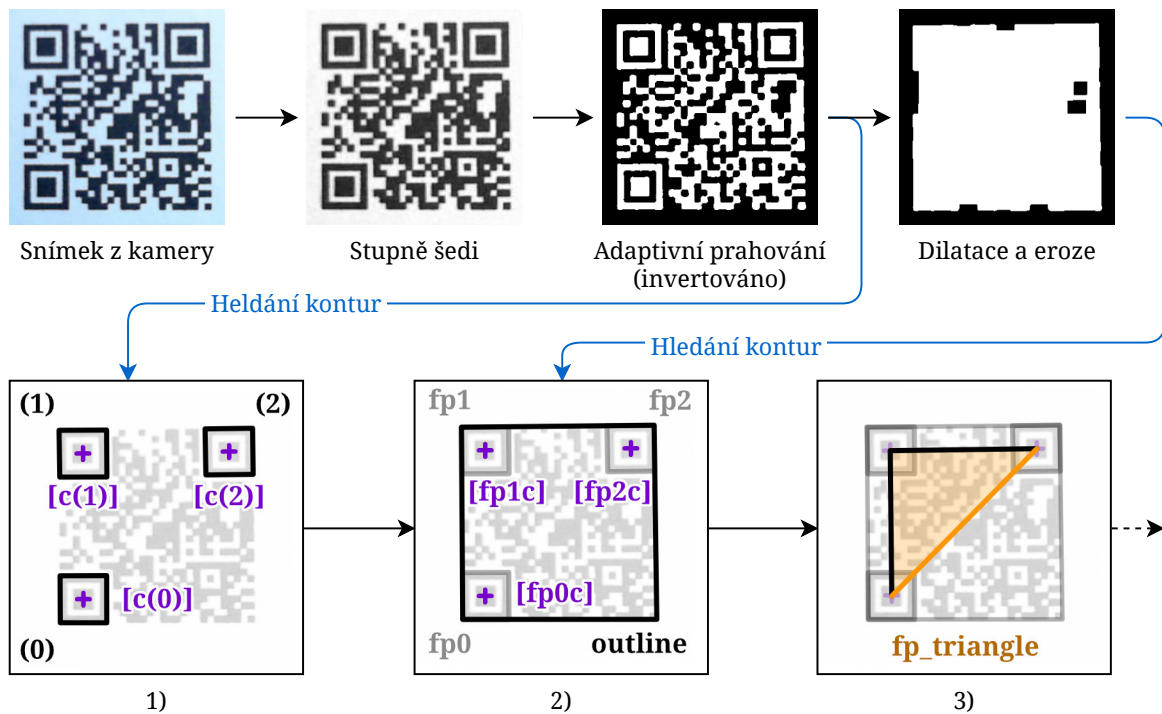 Snímek z kamery
Stupně šedi
Adaptivní prahování
(invertováno)
Dilatace a eroze
Heldání kontur
Hledání kontur
(1)
(2)
[c(1)]
[c(2)]
[c(0)]
(0)
fp1
fp2
[fp1c]
[fp2c]
[fp0c]
fp0
outline
fp_triangle
1)
2)
3)